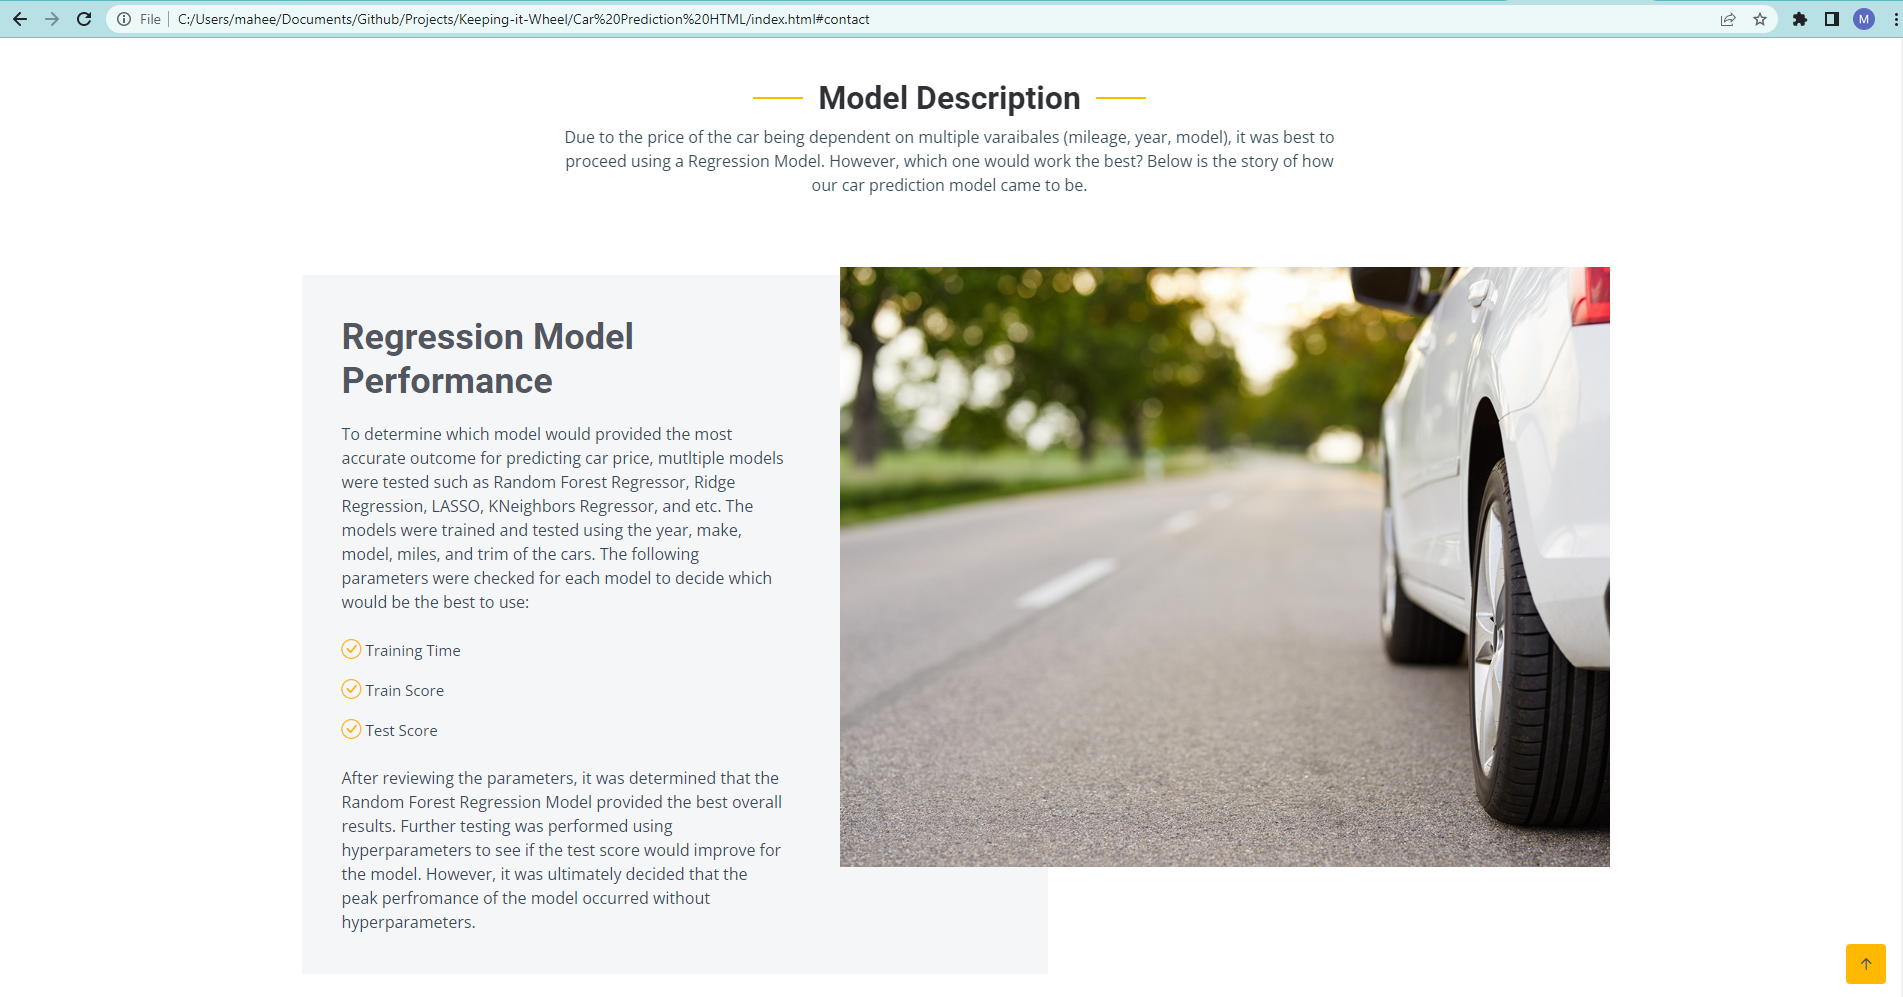 File
C:/Users/mahee/Documents/Github/Projects/Keeping-it-Wheel/Car%20Prediction%20HTML/index.html#contact
M
Model Description
Due to the price of the car being dependent on multiple varaibales (mileage, year, model), it was best to
proceed using a Regression Model. However, which one would work the best? Below is the story of how
our car prediction model came to be.
Regression Model
Performance
To determine which model would provided the most
accurate outcome for predicting car price, mutltiple models
were tested such as Random Forest Regressor, Ridge
Regression, LASSO, KNeighbors Regressor, and etc. The
models were trained and tested using the year, make,
model, miles, and trim of the cars. The following
parameters were checked for each model to decide which
would be the best to use:
Training Time
Train Score
Test Score
After reviewing the parameters, it was determined that the
Random Forest Regression Model provided the best overall
results. Further testing was performed using
hyperparameters to see if the test score would improve for
the model. However, it was ultimately decided that the
peak perfromance of the model occurred without
hyperparameters.